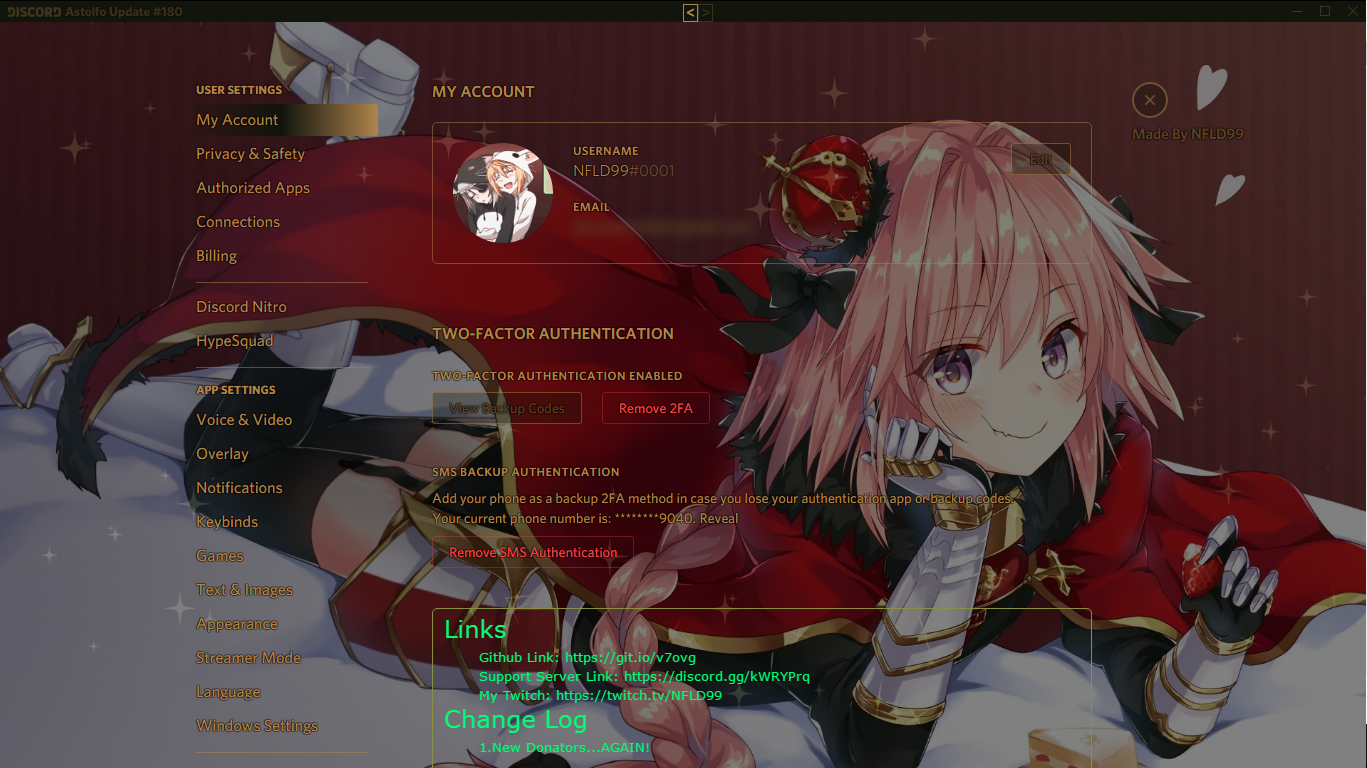 DISCORD Astolfo Update #180
< >
USER SETTINGS
My Account
Privacy & Safety
Authorized Apps
Connections
Billing
Discord Nitro
HypeSquad
APP SETTINGS
Voice & Video
Overlay
Notifications
Keybinds
Games
Text & Images
Appearance
Streamer Mode
Language
Windows Settings
MY ACCOUNT
USERNAME
NFLD99#0001
Edit
EMAIL
Made By NFLD99
TWO-FACTOR AUTHENTICATION
TWO-FACTOR AUTHENTICATION ENABLED
View Backup Codes
Remove 2FA
SMS BACKUP AUTHENTICATION
Add your phone as a backup 2FA method in case you lose your authentication app or backup codes.
Your current phone number is: ********9040. Reveal
Remove SMS Authentication
Links
Github Link: https://git.io/v7ovg
Support Server Link: https://discord.gg/kWRYPrq
My Twitch: https://twitch.tv/NFLD99
Change Log
1.New Donators...AGAIN!